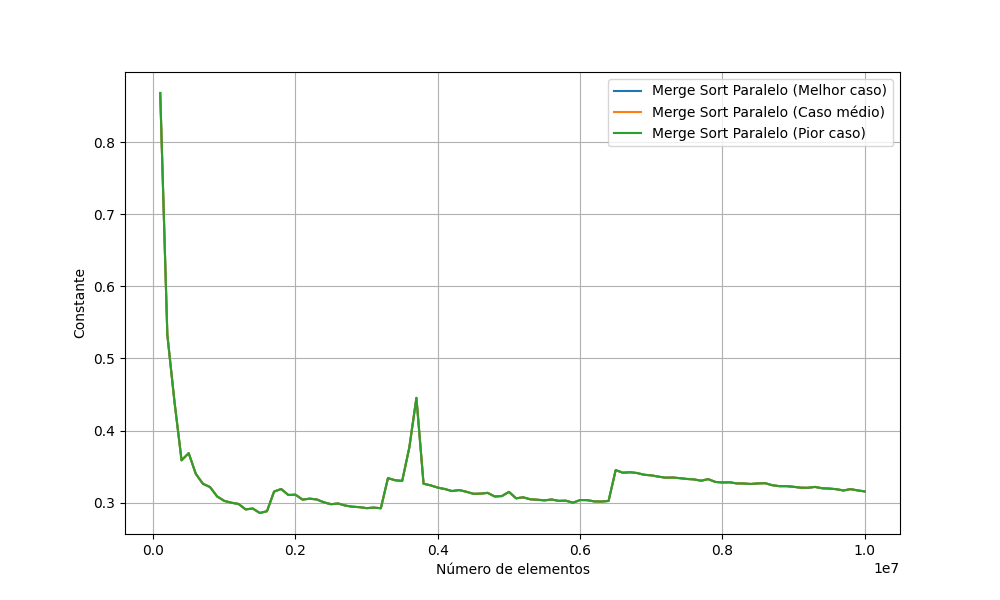 Merge Sort Paralelo (Melhor caso)
Merge Sort Paralelo (Caso médio)
Merge Sort Paralelo (Pior caso)
Constante
0.8
0.7
0.6
0.5
0.4
0.3
0.0 0.2 0.4 0.6 0.8 1.0
1e7
Número de elementos